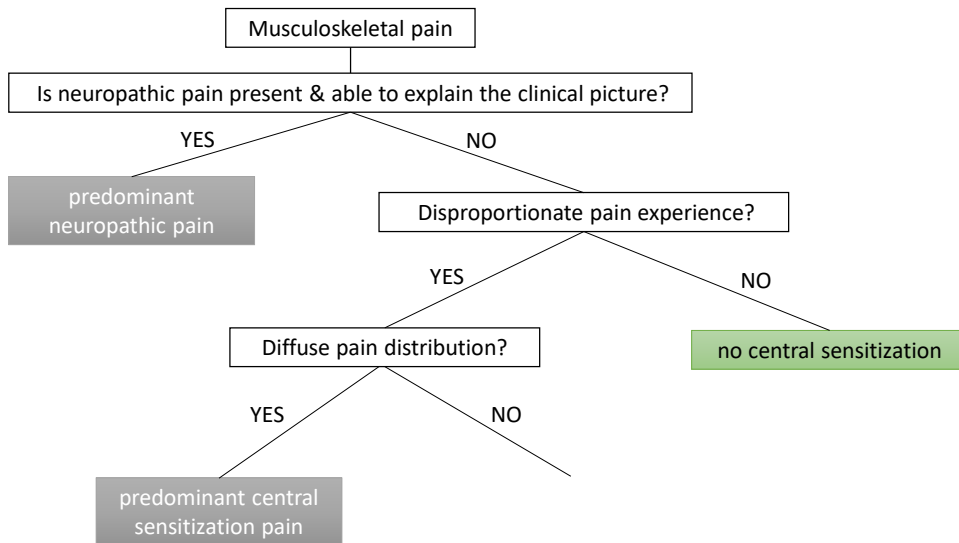 Musculoskeletal pain
Is neuropathic pain present & able to explain the clinical picture?
YES
NO
predominant
neuropathic pain
Disproportionate pain experience?
YES
NO
Diffuse pain distribution?
no central sensitization
YES
NO
predominant central
sensitization pain